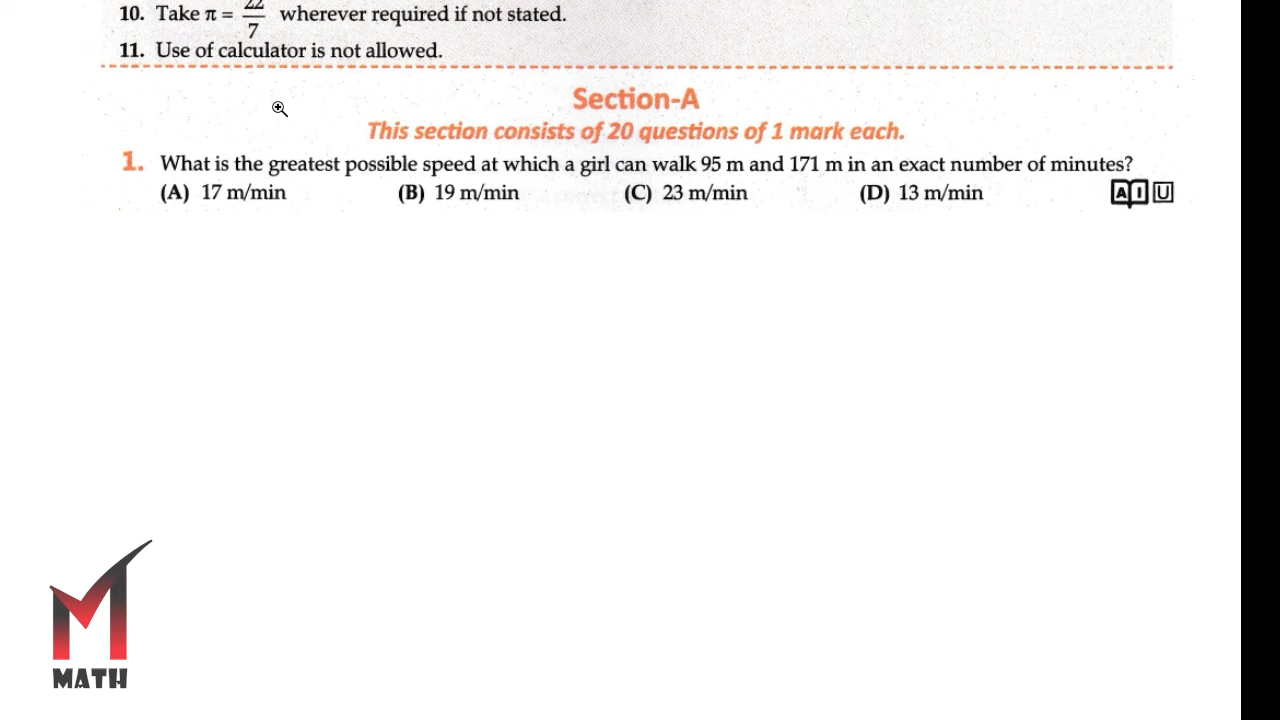 10. Take π = 22/7 wherever required if not stated.
11. Use of calculator is not allowed.
Section-A
This section consists of 20 questions of 1 mark each.
1. What is the greatest possible speed at which a girl can walk 95 m and 171 m in an exact number of minutes?
(A) 17 m/min (B) 19 m/min (C) 23 m/min (D) 13 m/min AI U
MATH